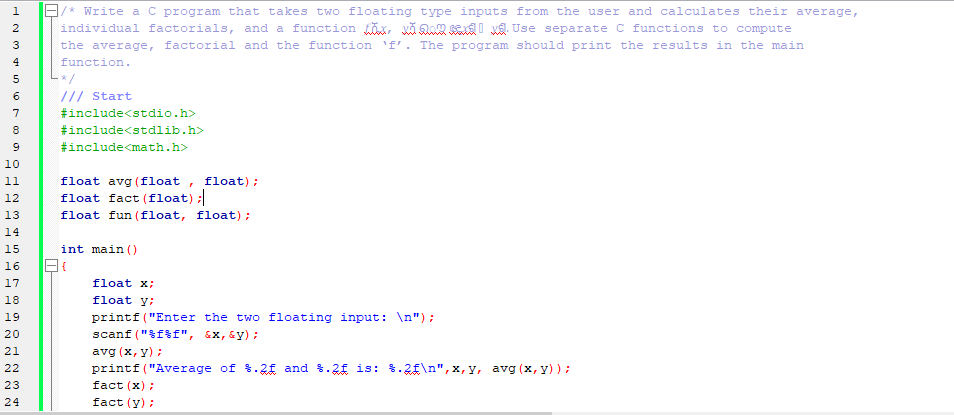 1 /* Write a C program that takes two floating type inputs from the user and calculates their average,
2 individual factorials, and a function .Use separate C functions to compute
3 the average, factorial and the function ‘f’. The program should print the results in the main
4 function.
5 */
6 /// Start
7 #include<stdio.h>
8 #include<stdlib.h>
9 #include<math.h>
10
11 float avg(float , float);
12 float fact(float);
13 float fun(float, float);
14
15 int main()
16 {
17 float x;
18 float y;
19 printf("Enter the two floating input: \n");
20 scanf("%f%f", &x,&y);
21 avg(x,y);
22 printf("Average of %.2f and %.2f is: %.2f\n",x,y, avg(x,y));
23 fact(x);
24 fact(y);